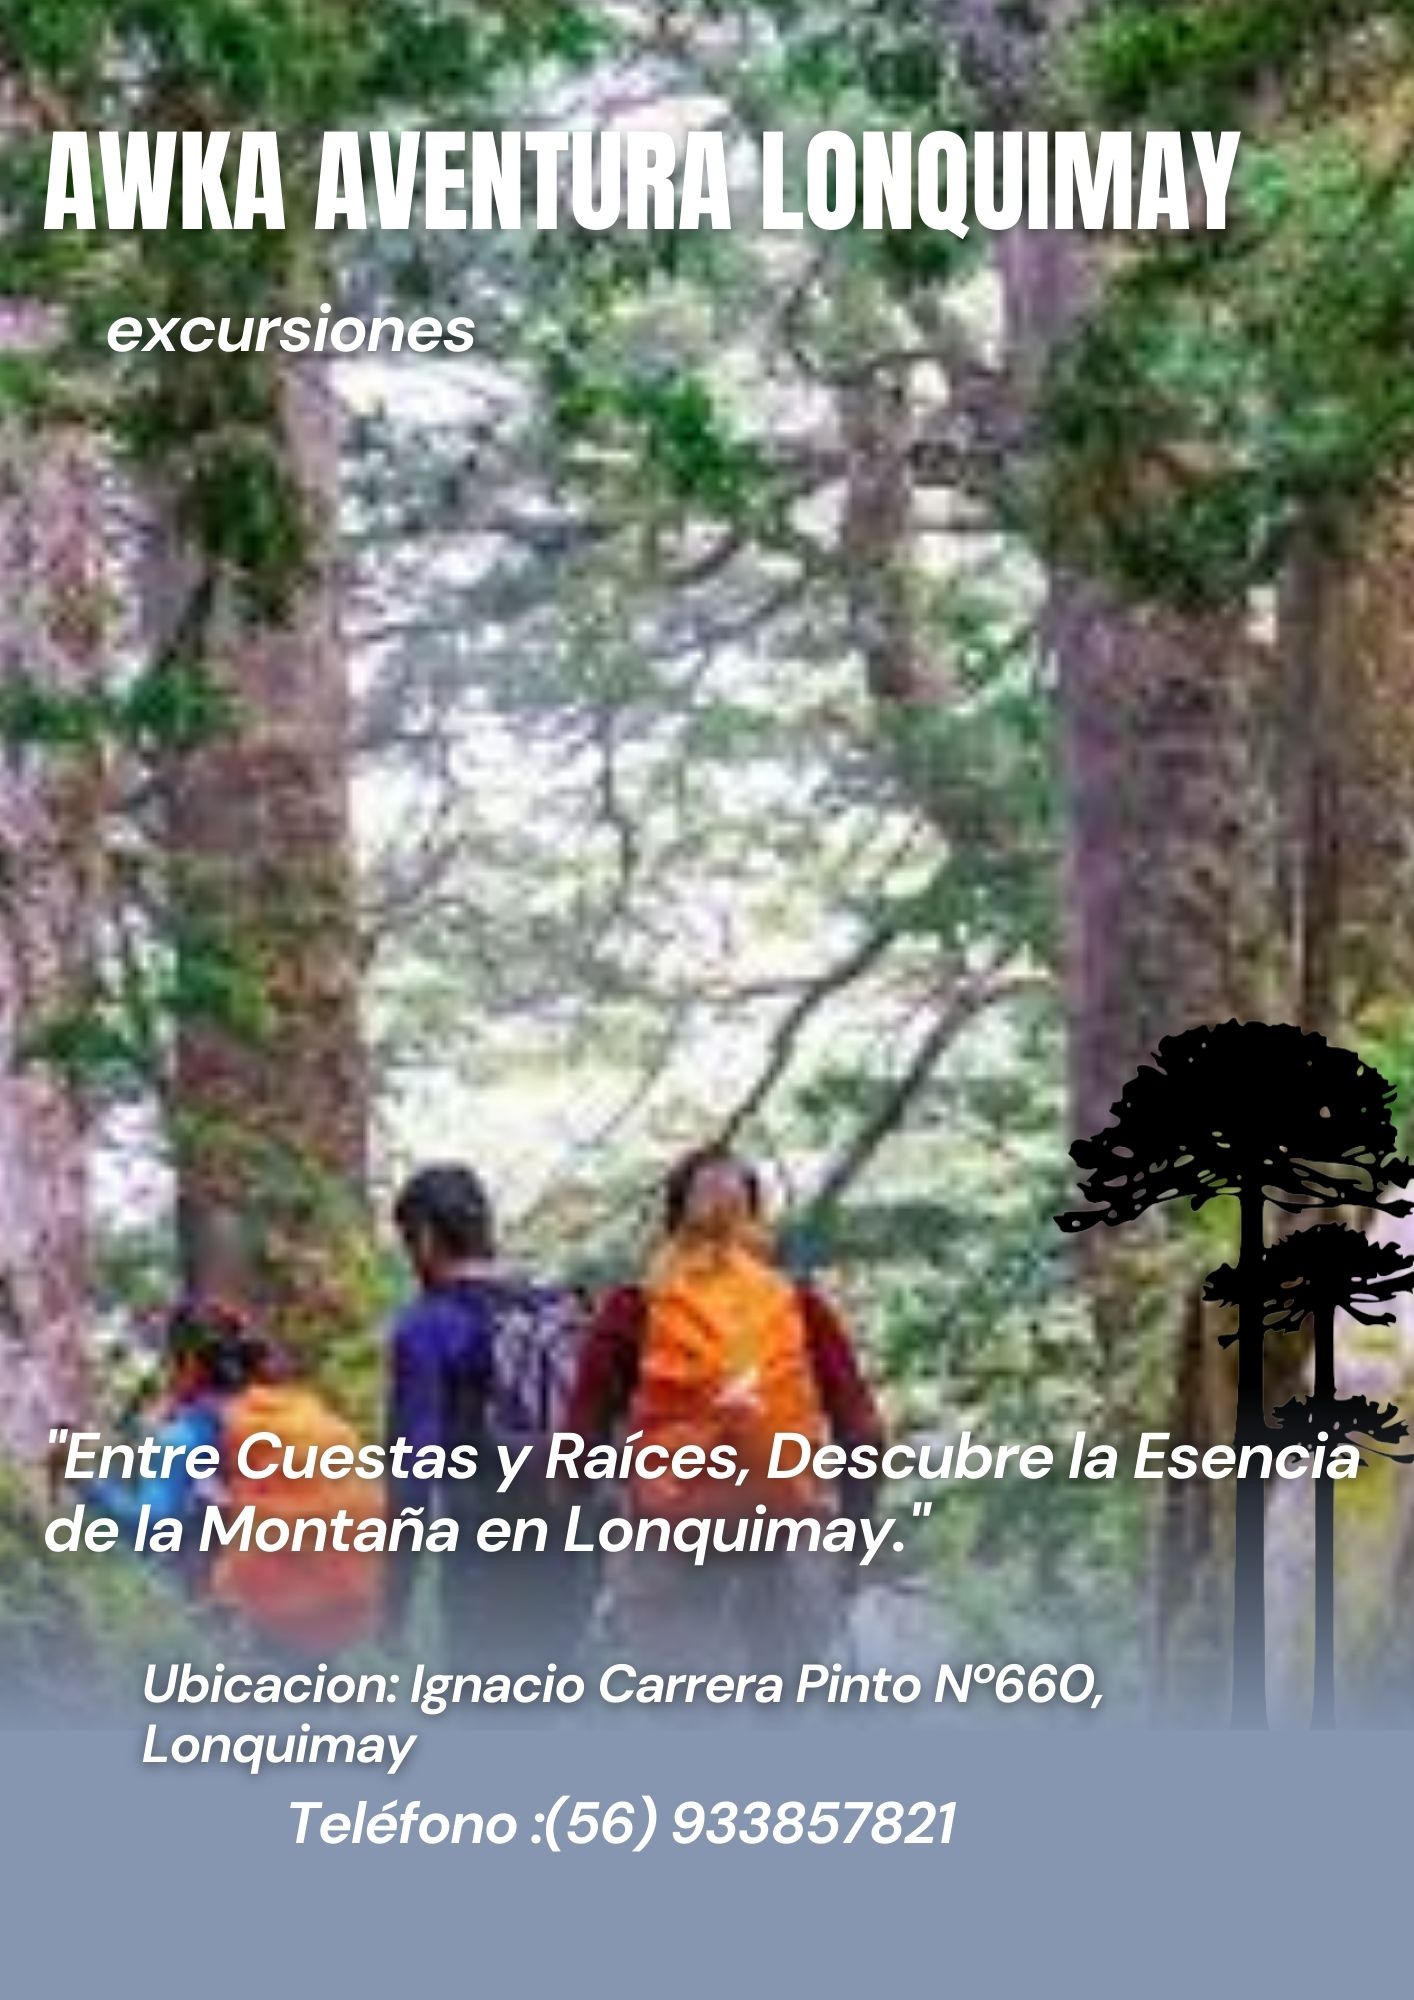 AWKA AVENTURA LONQUIMAY
excursiones
"Entre Cuestas y Raíces, Descubre la Esencia
de la Montaña en Lonquimay."
Ubicacion: Ignacio Carrera Pinto Nº660,
Lonquimay
Teléfono :(56) 933857821